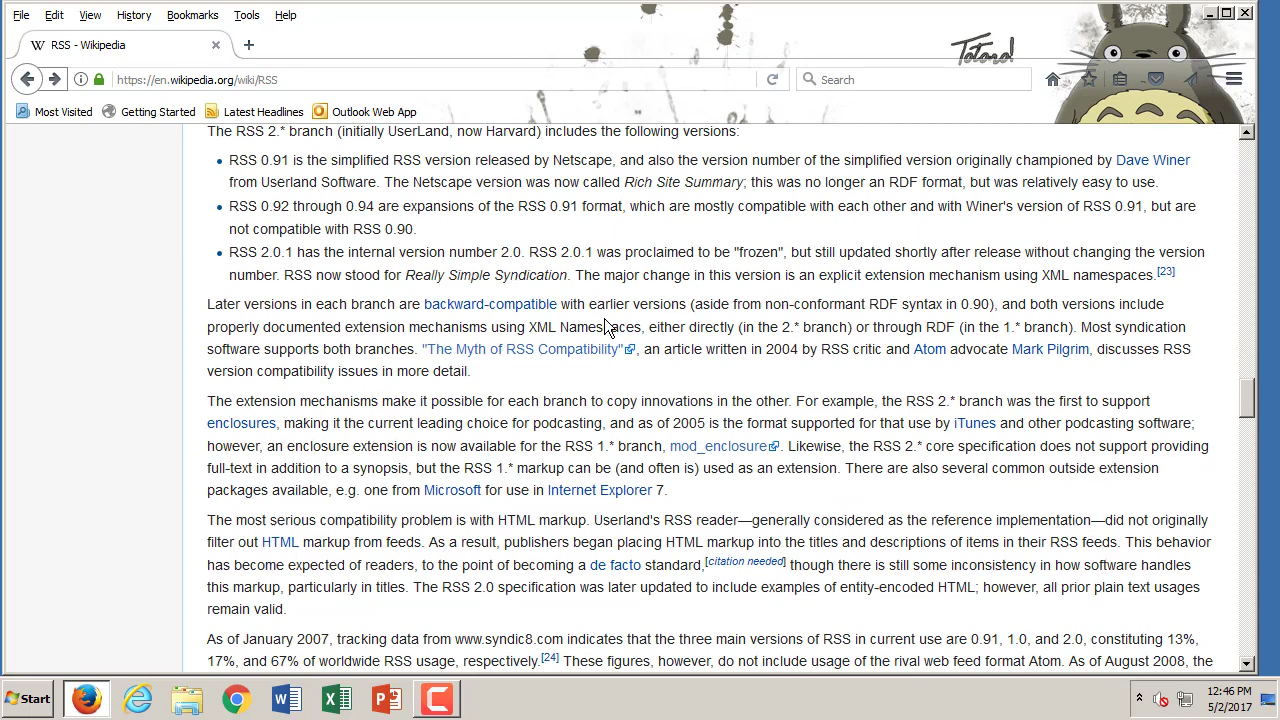 File Edit View History Bookmarks Tools Help
W RSS - Wikipedia
Totoro!
https://en.wikipedia.org/wiki/RSS
Search
Most Visited Getting Started Latest Headlines Outlook Web App
The RSS 2.* branch (initially UserLand, now Harvard) includes the following versions:
• RSS 0.91 is the simplified RSS version released by Netscape, and also the version number of the simplified version originally championed by Dave Winer
from Userland Software. The Netscape version was now called Rich Site Summary; this was no longer an RDF format, but was relatively easy to use.
• RSS 0.92 through 0.94 are expansions of the RSS 0.91 format, which are mostly compatible with each other and with Winer's version of RSS 0.91, but are
not compatible with RSS 0.90.
• RSS 2.0.1 has the internal version number 2.0. RSS 2.0.1 was proclaimed to be "frozen", but still updated shortly after release without changing the version
number. RSS now stood for Really Simple Syndication. The major change in this version is an explicit extension mechanism using XML namespaces.[23]
Later versions in each branch are backward-compatible with earlier versions (aside from non-conformant RDF syntax in 0.90), and both versions include
properly documented extension mechanisms using XML Namespaces, either directly (in the 2.* branch) or through RDF (in the 1.* branch). Most syndication
software supports both branches. "The Myth of RSS Compatibility", an article written in 2004 by RSS critic and Atom advocate Mark Pilgrim, discusses RSS
version compatibility issues in more detail.
The extension mechanisms make it possible for each branch to copy innovations in the other. For example, the RSS 2.* branch was the first to support
enclosures, making it the current leading choice for podcasting, and as of 2005 is the format supported for that use by iTunes and other podcasting software;
however, an enclosure extension is now available for the RSS 1.* branch, mod_enclosure. Likewise, the RSS 2.* core specification does not support providing
full-text in addition to a synopsis, but the RSS 1.* markup can be (and often is) used as an extension. There are also several common outside extension
packages available, e.g. one from Microsoft for use in Internet Explorer 7.
The most serious compatibility problem is with HTML markup. Userland's RSS reader—generally considered as the reference implementation—did not originally
filter out HTML markup from feeds. As a result, publishers began placing HTML markup into the titles and descriptions of items in their RSS feeds. This behavior
has become expected of readers, to the point of becoming a de facto standard,[citation needed] though there is still some inconsistency in how software handles
this markup, particularly in titles. The RSS 2.0 specification was later updated to include examples of entity-encoded HTML; however, all prior plain text usages
remain valid.
As of January 2007, tracking data from www.syndic8.com indicates that the three main versions of RSS in current use are 0.91, 1.0, and 2.0, constituting 13%,
17%, and 67% of worldwide RSS usage, respectively.[24] These figures, however, do not include usage of the rival web feed format Atom. As of August 2008, the
Start
12:46 PM
5/2/2017